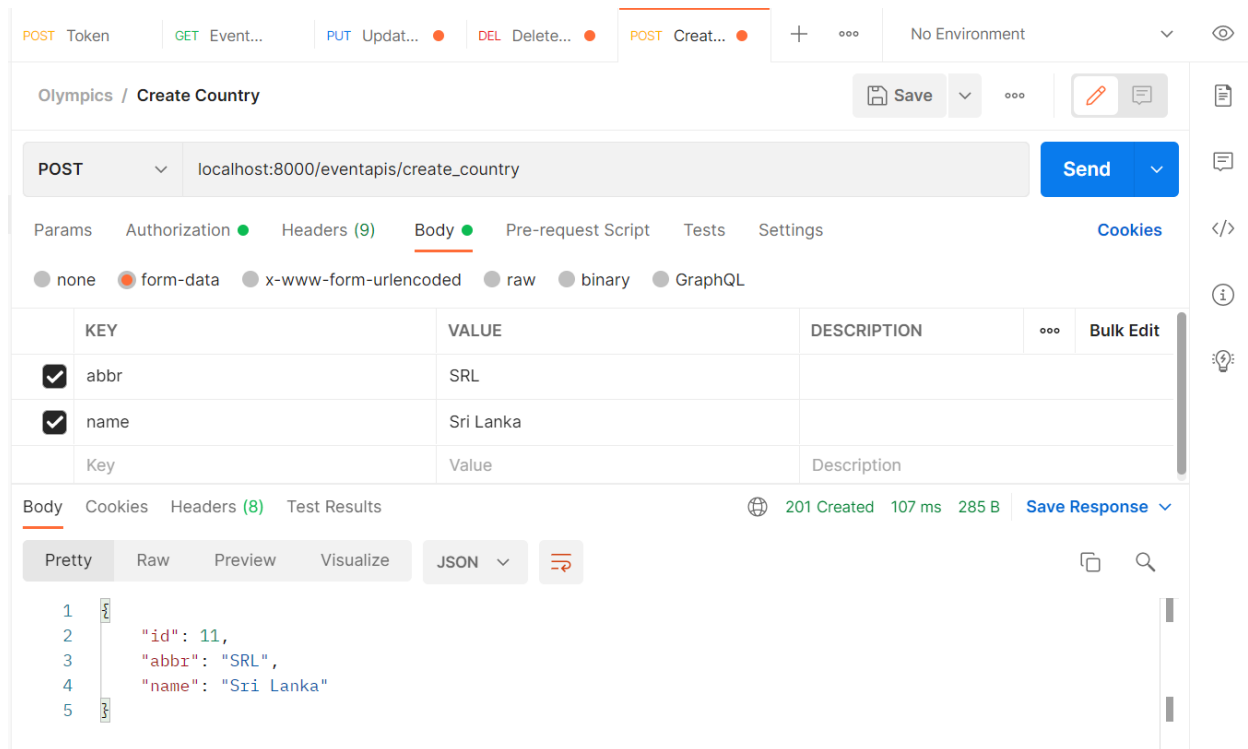 POST Token GET Event... PUT Updat... DEL Delete... POST Creat... No Environment
Olympics / Create Country Save
POST localhost:8000/eventapis/create_country Send
Params Authorization Headers (9) Body Pre-request Script Tests Settings Cookies
none form-data x-www-form-urlencoded raw binary GraphQL
KEY VALUE DESCRIPTION Bulk Edit
abbr SRL
name Sri Lanka
Key Value Description
Body Cookies Headers (8) Test Results 201 Created 107 ms 285 B Save Response
Pretty Raw Preview Visualize JSON
1 {
2 "id": 11,
3 "abbr": "SRL",
4 "name": "Sri Lanka"
5 }